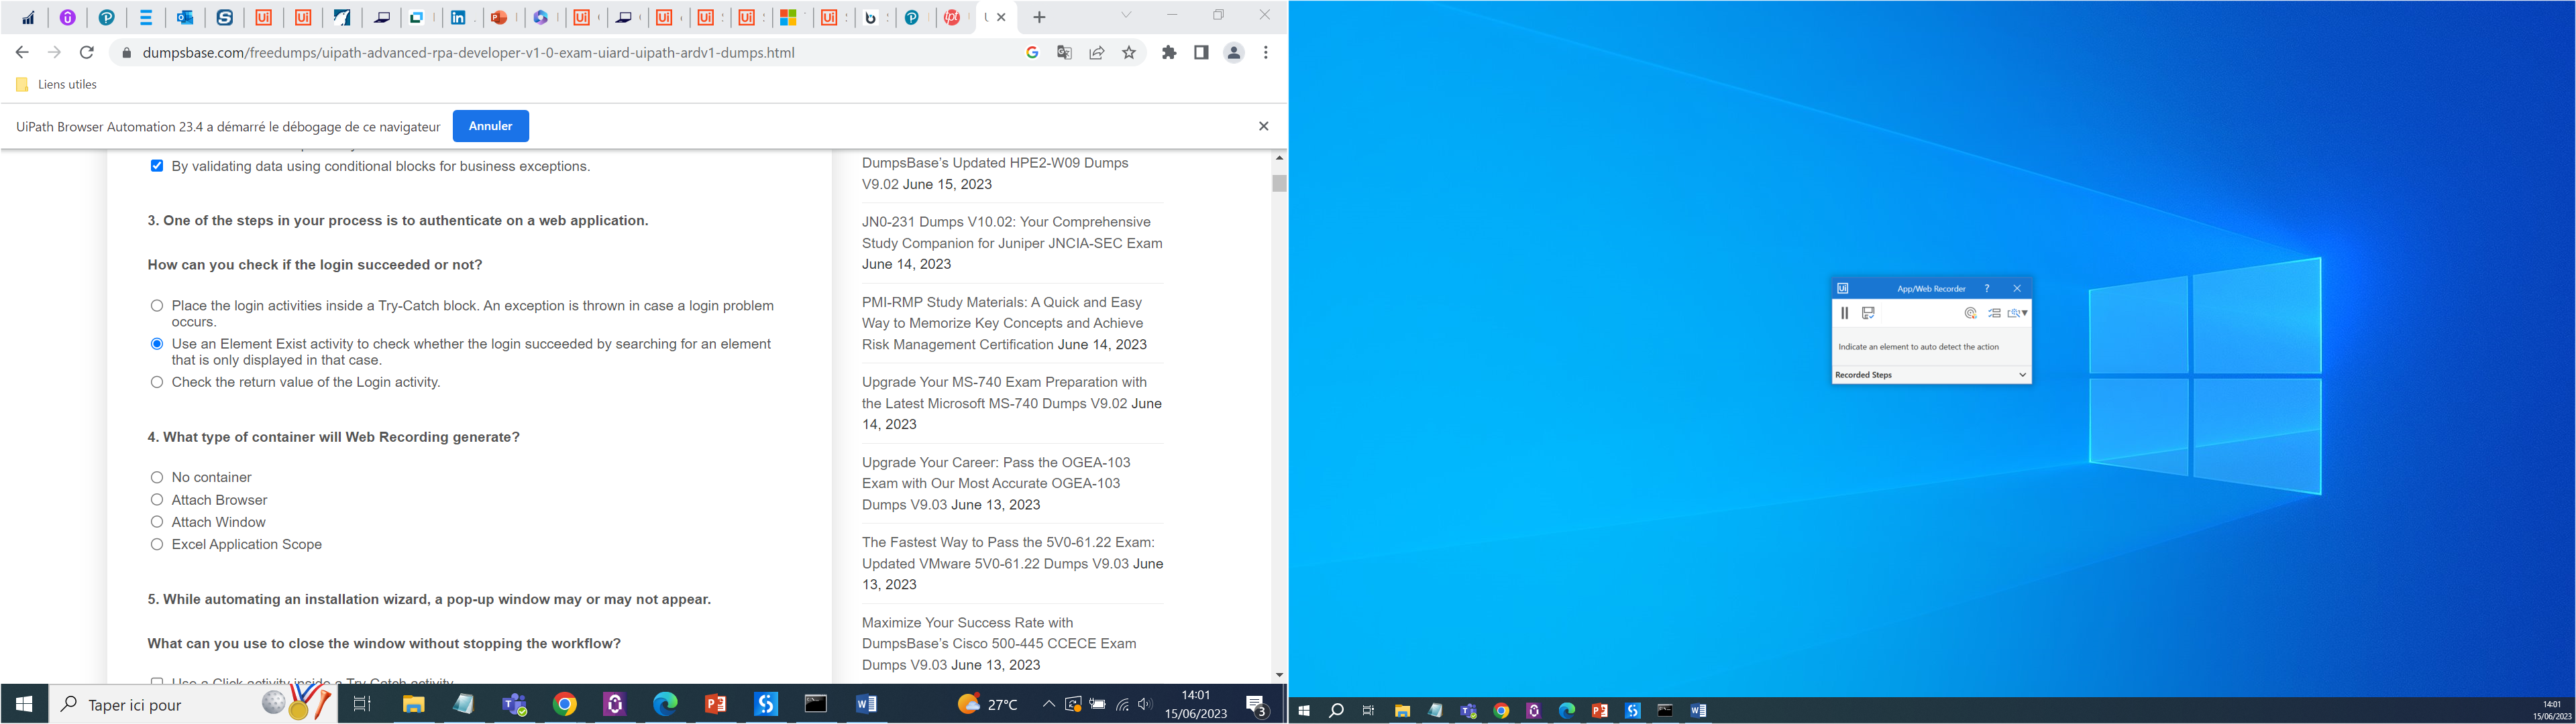 dumpsbase.com/freedumps/uipath-advanced-rpa-developer-v1-0-exam-uiard-uipath-ardv1-dumps.html
Liens utiles
UiPath Browser Automation 23.4 a démarré le débogage de ce navigateur
Annuler
By validating data using conditional blocks for business exceptions.
3. One of the steps in your process is to authenticate on a web application.
How can you check if the login succeeded or not?
Place the login activities inside a Try-Catch block. An exception is thrown in case a login problem
occurs.
Use an Element Exist activity to check whether the login succeeded by searching for an element
that is only displayed in that case.
Check the return value of the Login activity.
4. What type of container will Web Recording generate?
No container
Attach Browser
Attach Window
Excel Application Scope
5. While automating an installation wizard, a pop-up window may or may not appear.
What can you use to close the window without stopping the workflow?
Use a Click activity inside a Try Catch activity
DumpsBase's Updated HPE2-W09 Dumps
V9.02 June 15, 2023
JN0-231 Dumps V10.02: Your Comprehensive
Study Companion for Juniper JNCIA-SEC Exam
June 14, 2023
PMI-RMP Study Materials: A Quick and Easy
Way to Memorize Key Concepts and Achieve
Risk Management Certification June 14, 2023
Upgrade Your MS-740 Exam Preparation with
the Latest Microsoft MS-740 Dumps V9.02 June
14, 2023
Upgrade Your Career: Pass the OGEA-103
Exam with Our Most Accurate OGEA-103
Dumps V9.03 June 13, 2023
The Fastest Way to Pass the 5V0-61.22 Exam:
Updated VMware 5V0-61.22 Dumps V9.03 June
13, 2023
Maximize Your Success Rate with
DumpsBase's Cisco 500-445 CCECE Exam
Dumps V9.03 June 13, 2023
Taper ici pour
27°C
14:01
15/06/2023
3
Ui
App/Web Recorder
?
Indicate an element to auto detect the action
Recorded Steps
14:01
15/06/2023